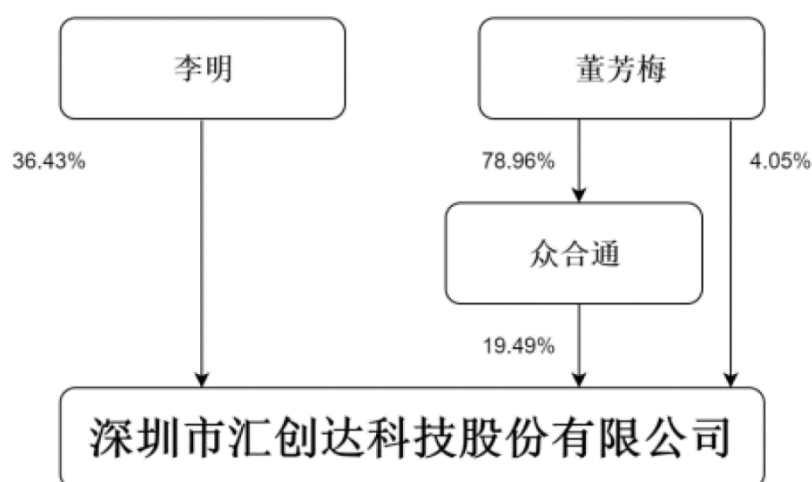 李明
董芳梅
36.43%
78.96%
4.05%
众合通
19.49%
深圳市汇创达科技股份有限公司